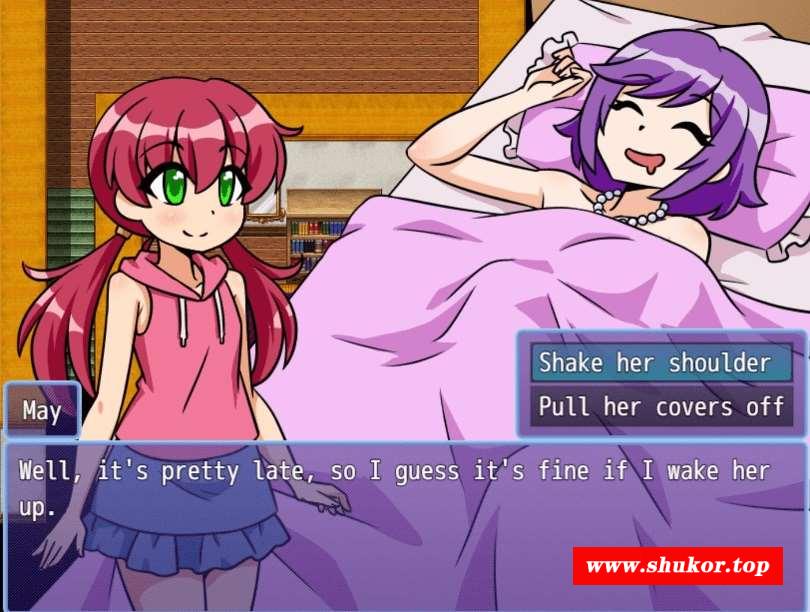 Shake her shoulder
Pull her covers off
May
Well, it's pretty late, so I guess it's fine if I wake her
up.
www.shukor.top